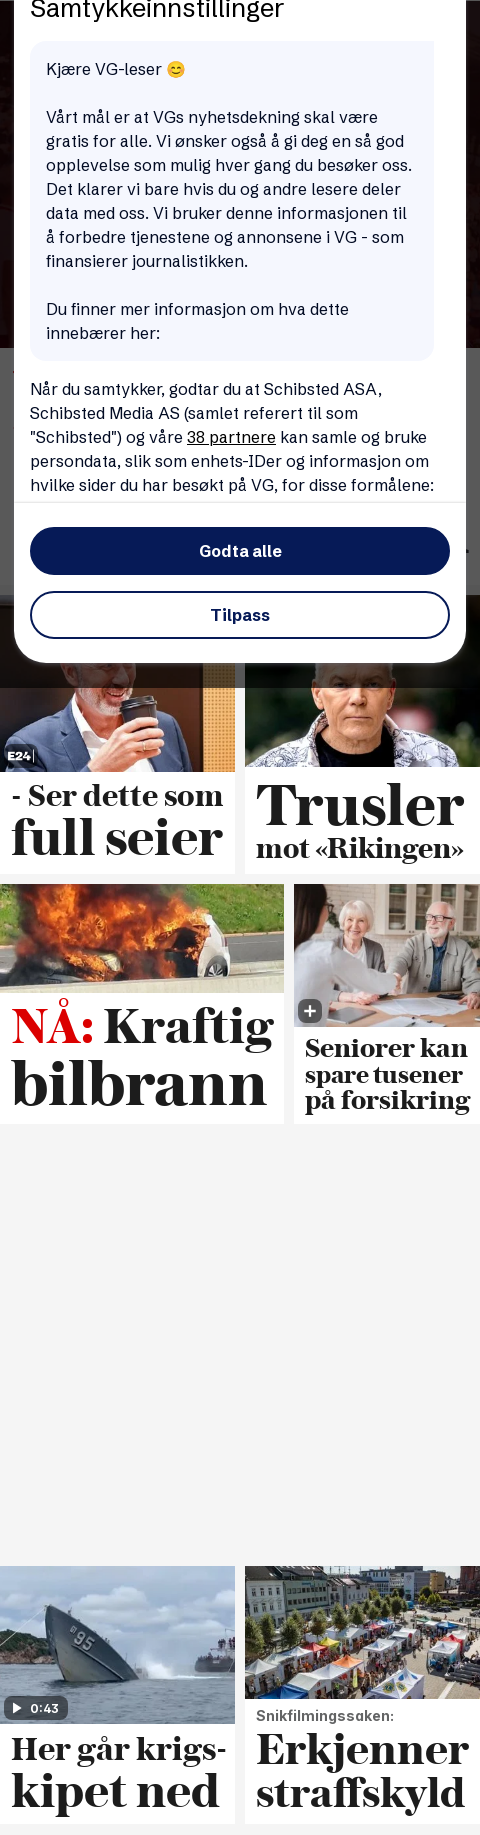 Samtykkeinnstillinger
Kjære VG-leser 😊
Vårt mål er at VGs nyhetsdekning skal være
gratis for alle. Vi ønsker også å gi deg en så god
opplevelse som mulig hver gang du besøker oss.
Det klarer vi bare hvis du og andre lesere deler
data med oss. Vi bruker denne informasjonen til
å forbedre tjenestene og annonsene i VG - som
finansierer journalistikken.
Du finner mer informasjon om hva dette
innebærer her:
Når du samtykker, godtar du at Schibsted ASA,
Schibsted Media AS (samlet referert til som
"Schibsted") og våre 38 partnere kan samle og bruke
persondata, slik som enhets-IDer og informasjon om
hvilke sider du har besøkt på VG, for disse formålene:
Godta alle
Tilpass
E24
- Ser dette som
full seier
Trusler
mot «Rikingen»
NÅ: Kraftig
bilbrann
Seniorer kan
spare tusener
på forsikring
95
0:43
Her går krigs-
kipet ned
Snikfilmingssaken:
Erkjenner
straffskyld